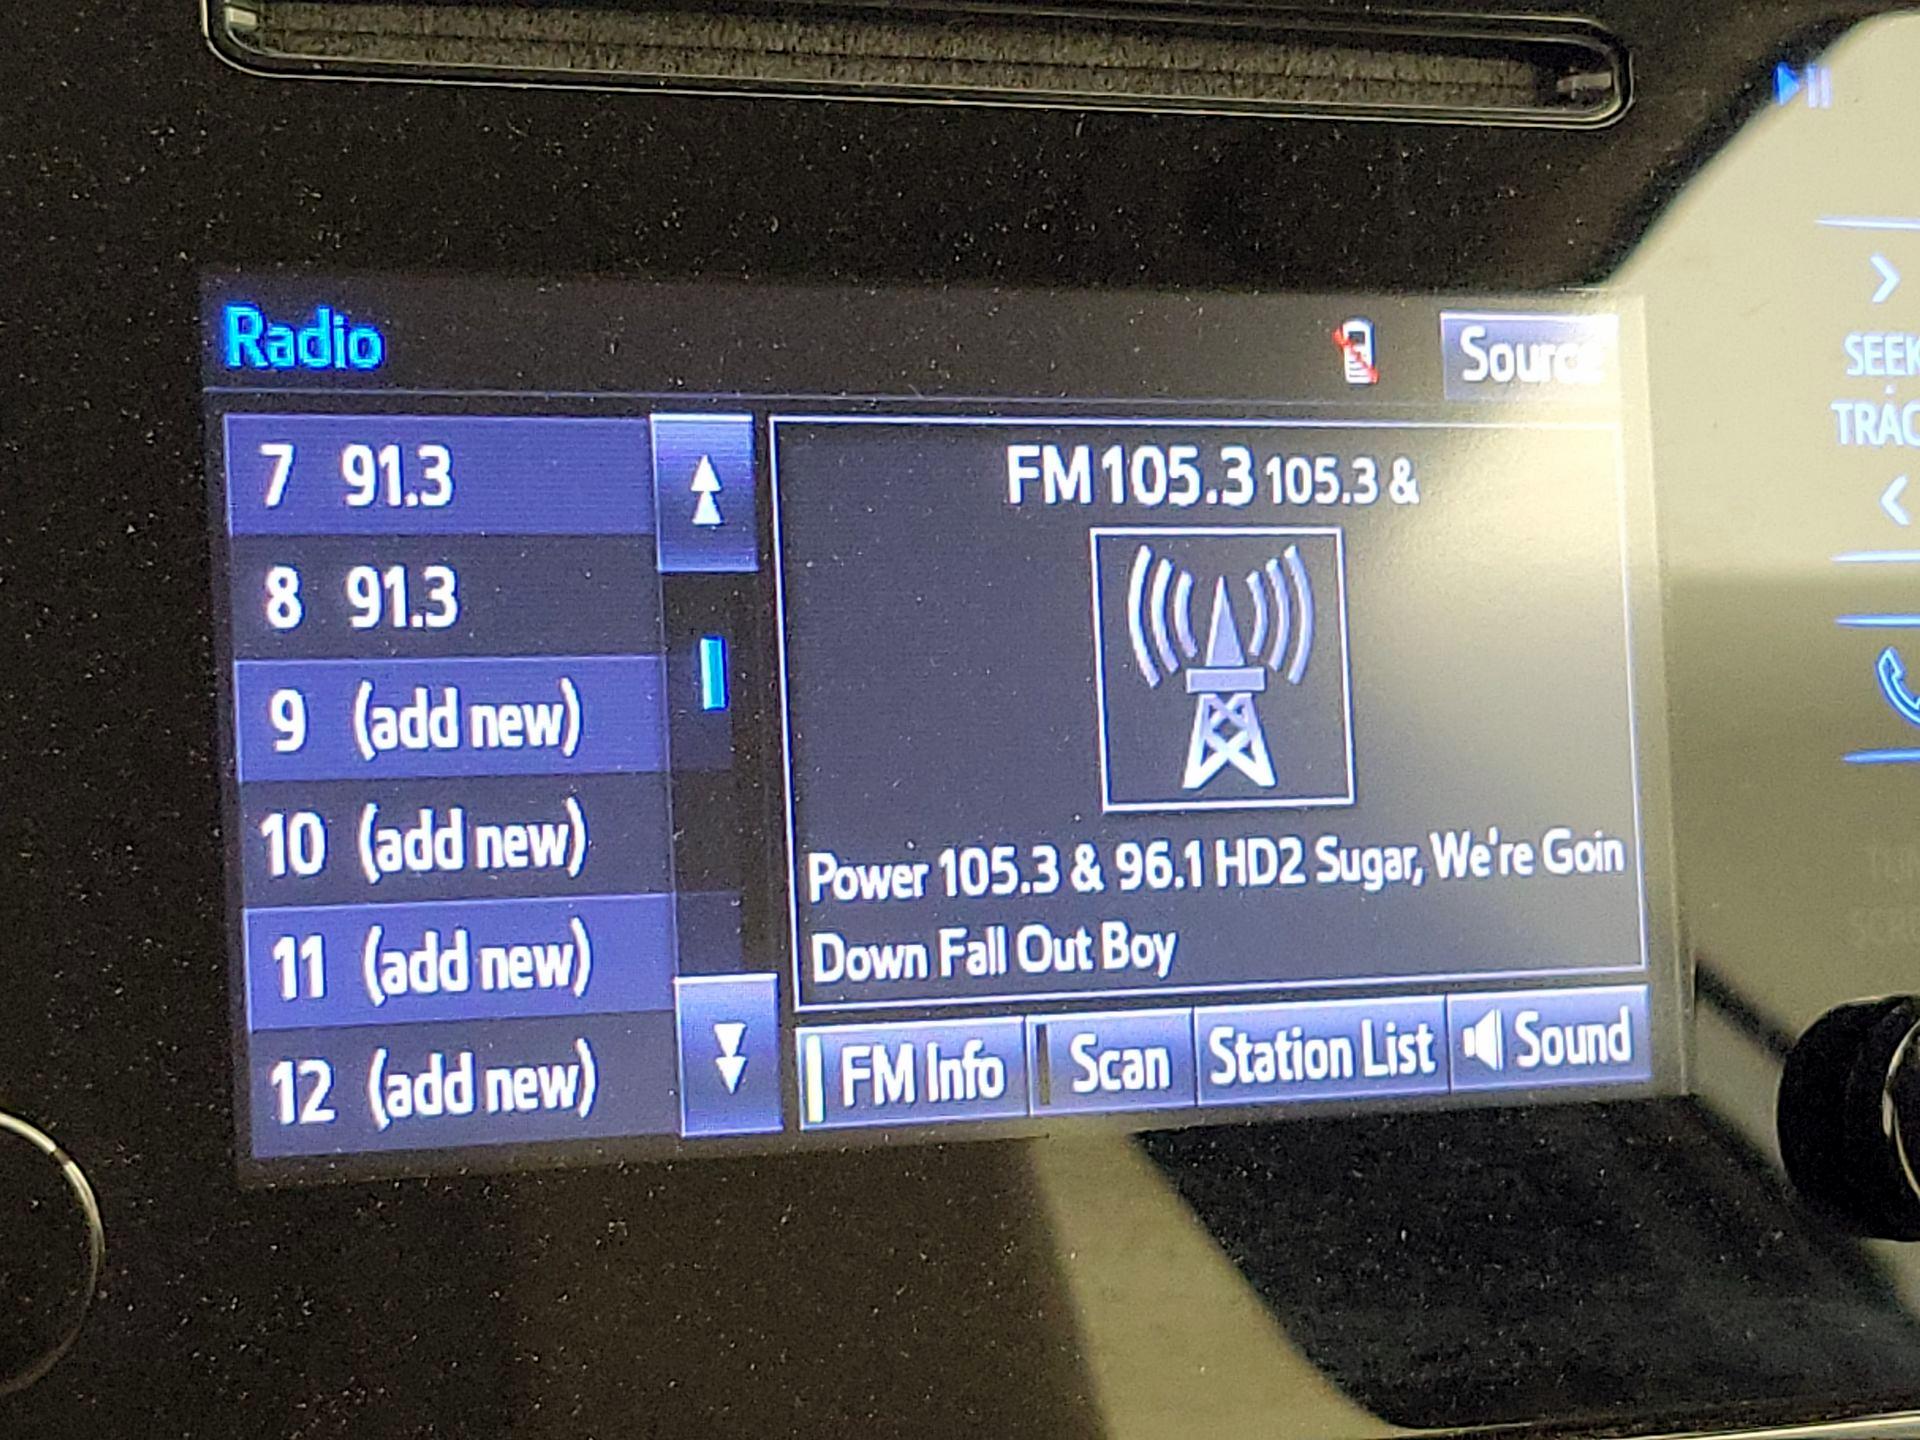 Radio
Source
7 91.3
8 91.3
9 (add new)
10 (add new)
11 (add new)
12 (add new)
FM 105.3 105.3 &
Power 105.3 & 96.1 HD2 Sugar, We're Goin
Down Fall Out Boy
FM Info
Scan
Station List
Sound
SEEK
TRAC